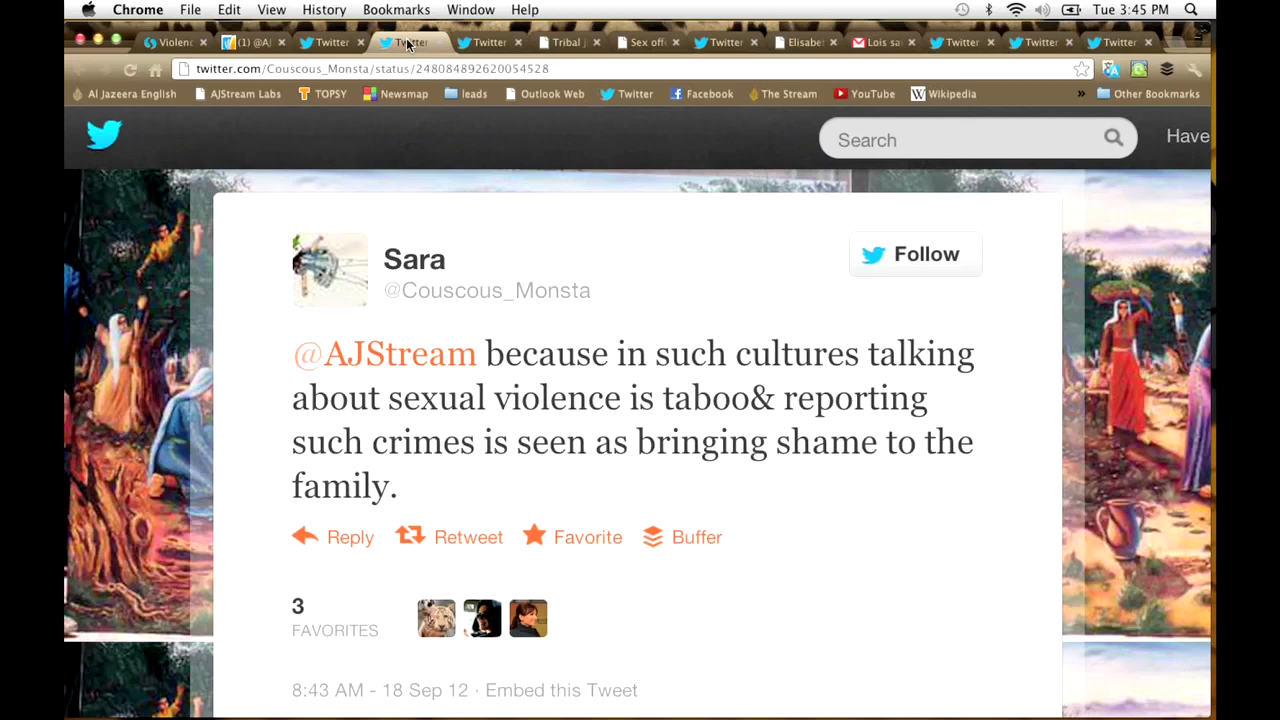 Chrome File Edit View History Bookmarks Window Help Tue 3:45 PM
Violenc (1) @AJ Twitter Twitter Twitter Tribal j Sex off Twitter Elisabe Lois sa Twitter Twitter Twitter
twitter.com/Couscous_Monsta/status/248084892620054528
Al Jazeera English AJStream Labs TOPSY Newsmap leads Outlook Web Twitter Facebook The Stream YouTube Wikipedia » Other Bookmarks
Search Have
Sara Follow
@Couscous_Monsta
@AJStream because in such cultures talking
about sexual violence is taboo& reporting
such crimes is seen as bringing shame to the
family.
Reply Retweet Favorite Buffer
3
FAVORITES
8:43 AM - 18 Sep 12 · Embed this Tweet